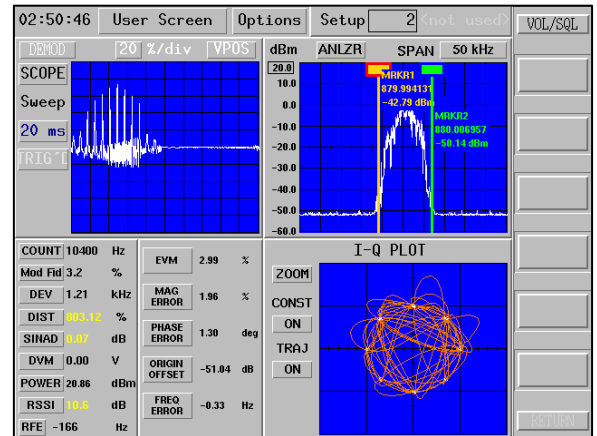 02:50:46 User Screen Options Setup 2 <not used> VOL/SQL
DEMOD 20 %/div VPOS
SCOPE
Sweep
20 ms
TRIG'D
dBm ANLZR SPAN 50 kHz
20.0
10.0
0.0
-10.0
-20.0
-30.0
-40.0
-50.0
-60.0
MRKR1
879.994131
-42.79 dBm
MRKR2
880.006957
-50.14 dBm
COUNT 10400 Hz
Mod Fid 3.2 %
DEV 1.21 kHz
DIST 803.12 %
SINAD 0.07 dB
DVM 0.00 V
POWER 20.86 dBm
RSSI 10.6 dB
RFE -166 Hz
EVM 2.99 %
MAG ERROR 1.96 %
PHASE ERROR 1.30 deg
ORIGIN OFFSET -51.04 dB
FREQ ERROR -0.33 Hz
I-Q PLOT
ZOOM
CONST
ON
TRAJ
ON
RETURN